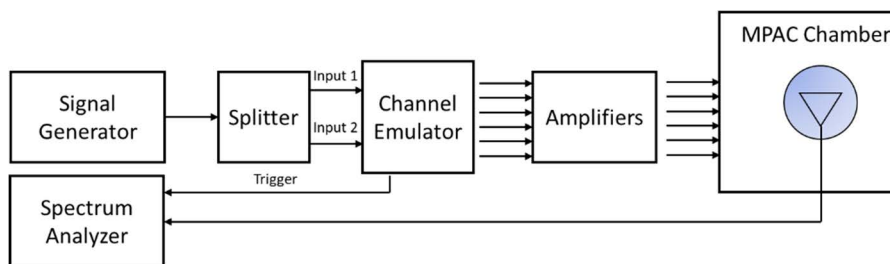 MPAC Chamber
Signal
Generator
Splitter
Input 1
Input 2
Channel
Emulator
Amplifiers
Trigger
Spectrum
Analyzer